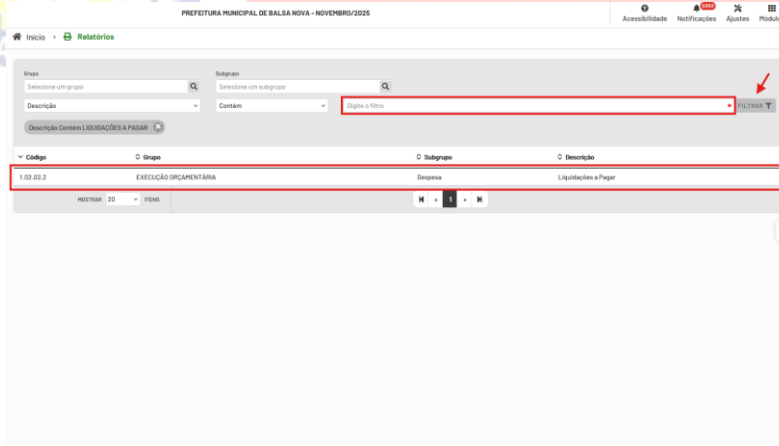 PREFEITURA MUNICIPAL DE BALSA NOVA - NOVEMBRO/2025
Acessibilidade Notificações Ajustes Módulo
Início › Relatórios
Grupo Subgrupo
Selecione um grupo Selecione um subgrupo
Descrição Contém Digite o filtro FILTRAR
Descrição Contém LIQUIDAÇÕES A PAGAR
Código Grupo Subgrupo Descrição
1.02.02.2 EXECUÇÃO ORÇAMENTÁRIA Despesa Liquidações a Pagar
MOSTRAR 20 ITENS 1